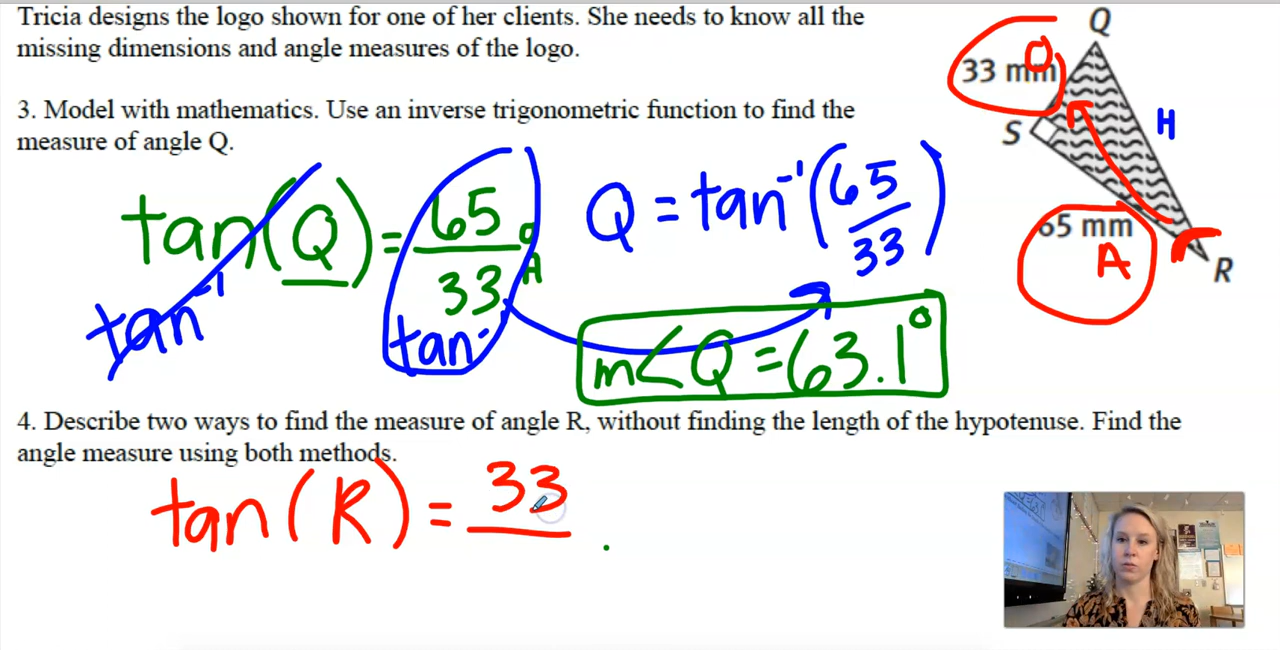 Tricia designs the logo shown for one of her clients. She needs to know all the
missing dimensions and angle measures of the logo.
Q
33 mm
O
S
H
65 mm
A
R
3. Model with mathematics. Use an inverse trigonometric function to find the
measure of angle Q.
tan(Q) = 65/33
O
A
tan⁻¹
tan⁻
Q = tan⁻¹(65/33)
m<Q = 63.1°
4. Describe two ways to find the measure of angle R, without finding the length of the hypotenuse. Find the
angle measure using both methods.
tan(R) = 33